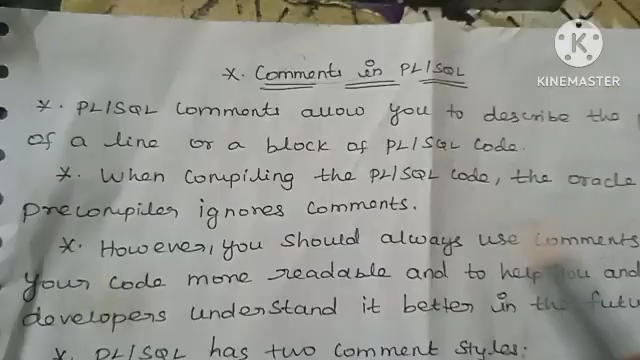 *. Comments in PL/SQL
KINEMASTER
*. PL/SQL comments allow you to describe the
of a line or a block of PL/SQL code.
*. When compiling the PL/SQL code, the oracle
precompiler ignores comments.
*. However, you should always use comments
your code more readable and to help you and
developers understand it better in the futu
*. PL/SQL has two comment styles: